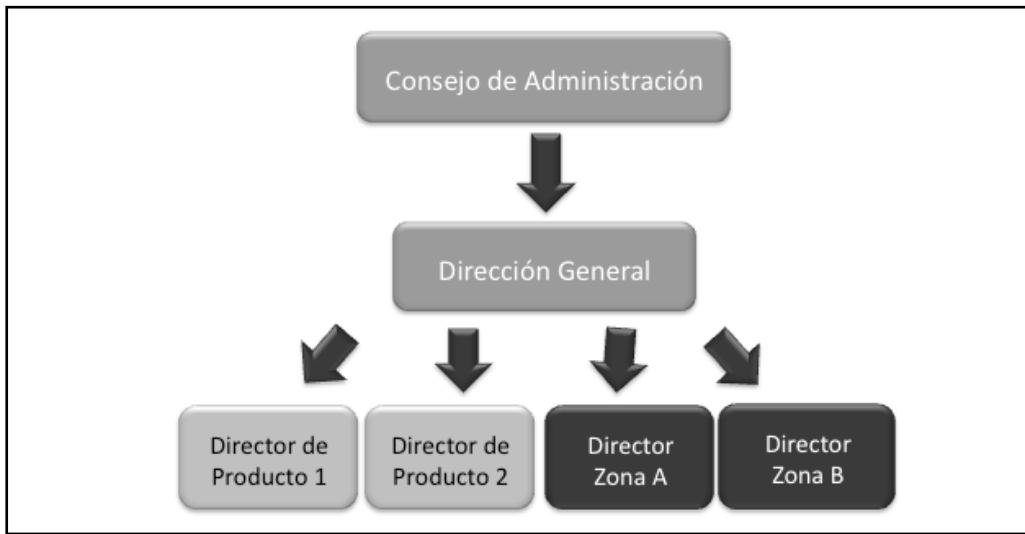 Consejo de Administración
Dirección General
Director de
Producto 1
Director de
Producto 2
Director
Zona A
Director
Zona B